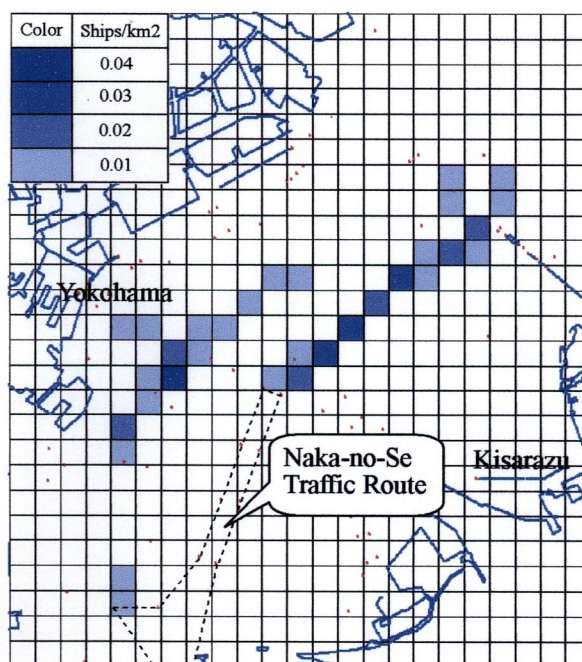 Color Ships/km2
0.04
0.03
0.02
0.01
Yokohama
Naka-no-Se
Traffic Route
Kisarazu